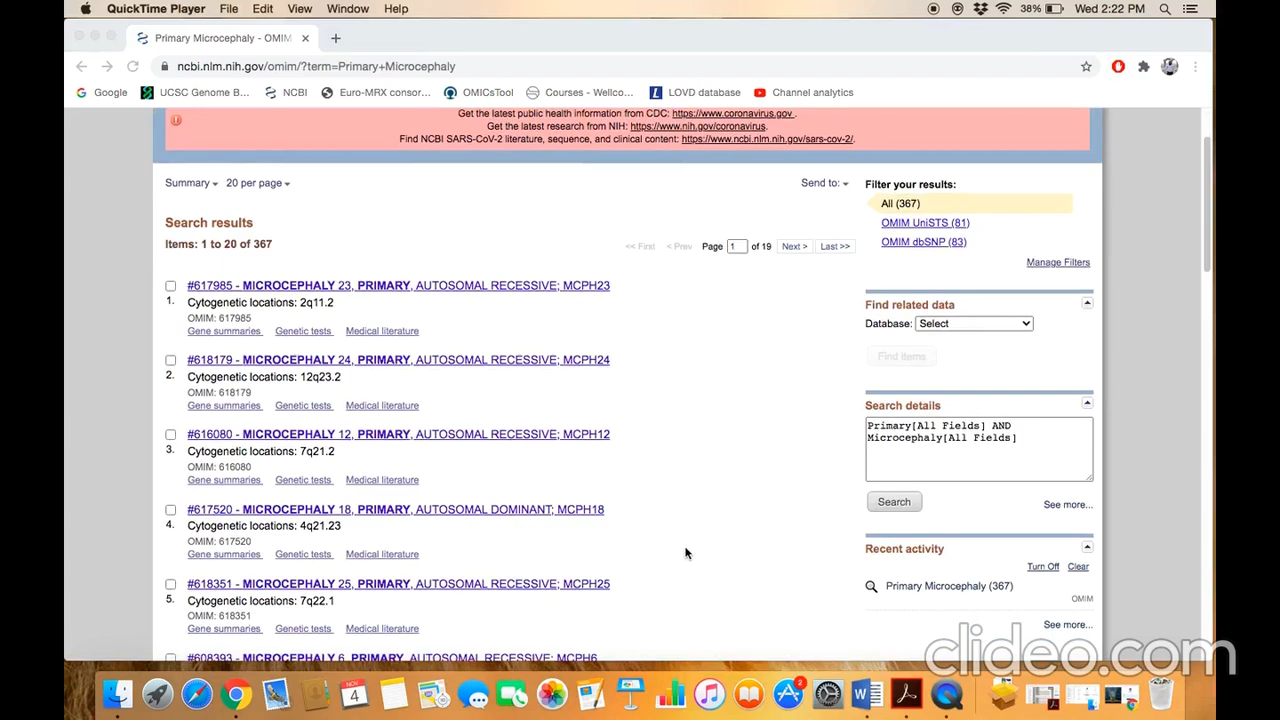 QuickTime Player File Edit View Window Help 38% Wed 2:22 PM
Primary Microcephaly - OMIM
ncbi.nlm.nih.gov/omim/?term=Primary+Microcephaly
Google UCSC Genome B... NCBI Euro-MRX consor... OMICsTool Courses - Wellco... LOVD database Channel analytics
Get the latest public health information from CDC: https://www.coronavirus.gov .
Get the latest research from NIH: https://www.nih.gov/coronavirus.
Find NCBI SARS-CoV-2 literature, sequence, and clinical content: https://www.ncbi.nlm.nih.gov/sars-cov-2/.
Summary 20 per page Send to:
Search results
Items: 1 to 20 of 367
<< First < Prev Page 1 of 19 Next > Last >>
#617985 - MICROCEPHALY 23, PRIMARY, AUTOSOMAL RECESSIVE; MCPH23
1. Cytogenetic locations: 2q11.2
OMIM: 617985
Gene summaries Genetic tests Medical literature
#618179 - MICROCEPHALY 24, PRIMARY, AUTOSOMAL RECESSIVE; MCPH24
2. Cytogenetic locations: 12q23.2
OMIM: 618179
Gene summaries Genetic tests Medical literature
#616080 - MICROCEPHALY 12, PRIMARY, AUTOSOMAL RECESSIVE; MCPH12
3. Cytogenetic locations: 7q21.2
OMIM: 616080
Gene summaries Genetic tests Medical literature
#617520 - MICROCEPHALY 18, PRIMARY, AUTOSOMAL DOMINANT; MCPH18
4. Cytogenetic locations: 4q21.23
OMIM: 617520
Gene summaries Genetic tests Medical literature
#618351 - MICROCEPHALY 25, PRIMARY, AUTOSOMAL RECESSIVE; MCPH25
5. Cytogenetic locations: 7q22.1
OMIM: 618351
Gene summaries Genetic tests Medical literature
#608393 - MICROCEPHALY 6, PRIMARY, AUTOSOMAL RECESSIVE; MCPH6
Filter your results:
All (367)
OMIM UniSTS (81)
OMIM dbSNP (83)
Manage Filters
Find related data
Database: Select
Find items
Search details
Primary[All Fields] AND
Microcephaly[All Fields]
Search
See more...
Recent activity
Turn Off Clear
Primary Microcephaly (367)
OMIM
See more...
clideo.com
NOV
4
2